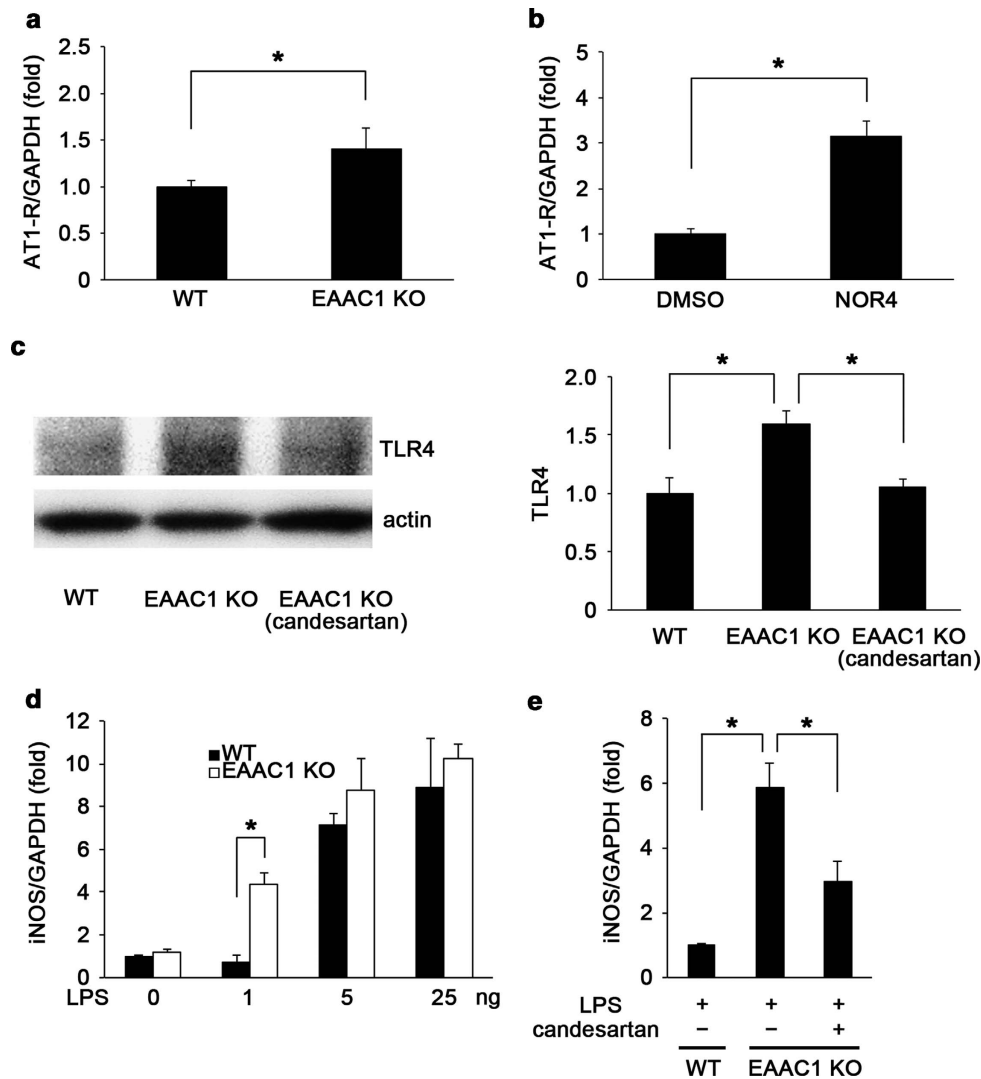 a
AT1-R/GAPDH (fold)
2.5
2.0
1.5
1.0
0.5
0
*
WT
EAAC1 KO
b
AT1-R/GAPDH (fold)
5
4
3
2
1
0
*
DMSO
NOR4
c
TLR4
actin
WT
EAAC1 KO
EAAC1 KO
(candesartan)
TLR4
2.0
1.5
1.0
0.5
0
*
*
WT
EAAC1 KO
EAAC1 KO
(candesartan)
d
iNOS/GAPDH (fold)
12
10
8
6
4
2
0
WT
EAAC1 KO
*
LPS 0 1 5 25 ng
e
iNOS/GAPDH (fold)
8
6
4
2
0
*
*
LPS + + +
candesartan − − +
WT EAAC1 KO